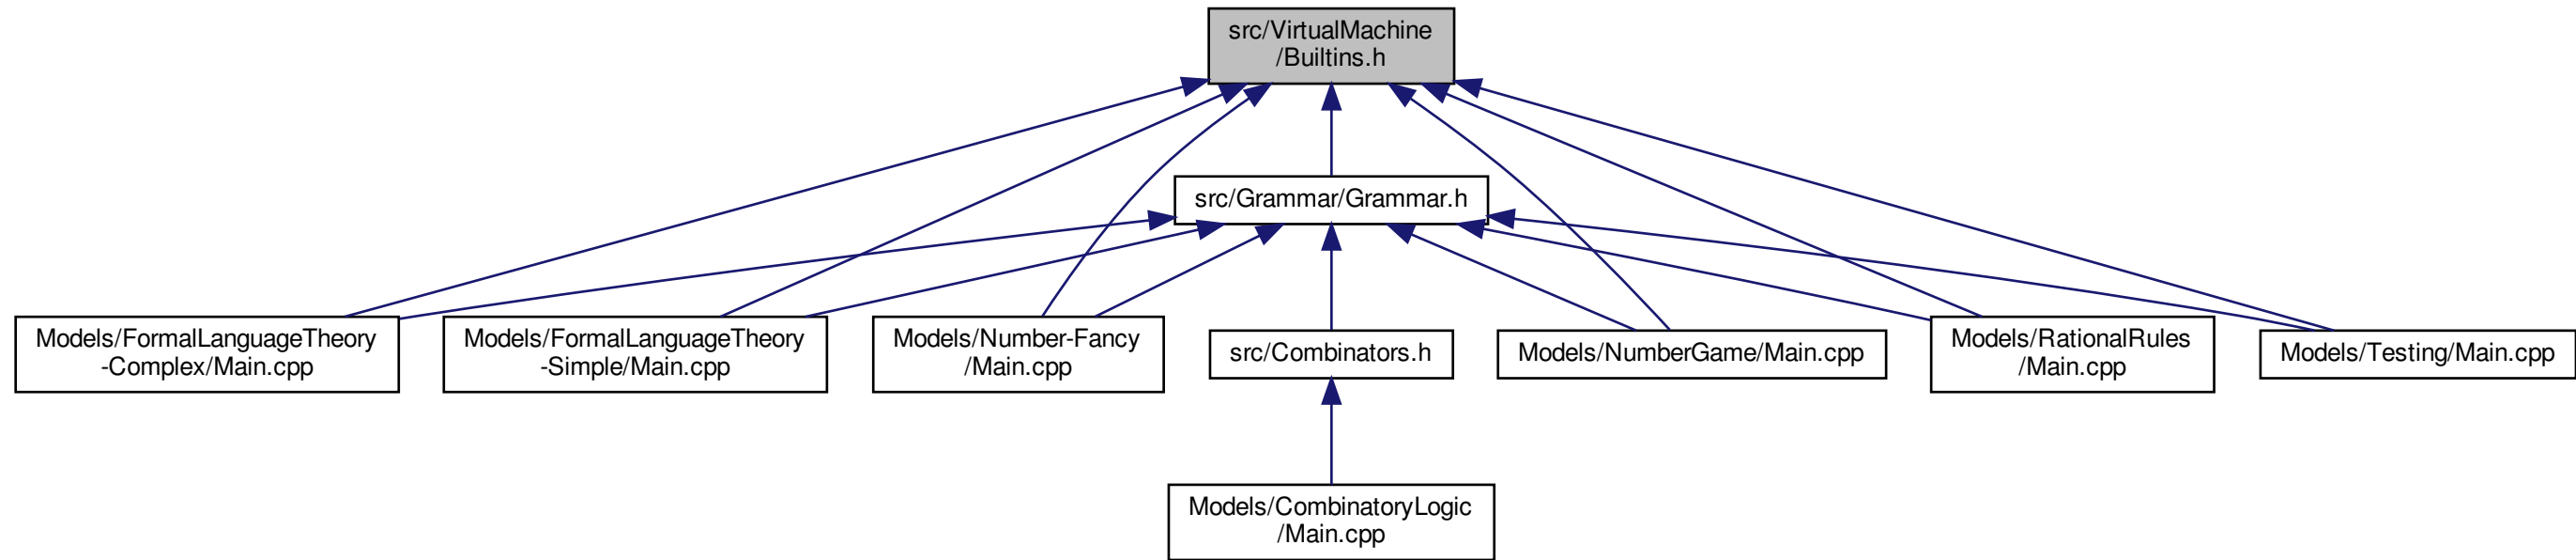 src/VirtualMachine
/Builtins.h
src/Grammar/Grammar.h
Models/FormalLanguageTheory
-Complex/Main.cpp
Models/FormalLanguageTheory
-Simple/Main.cpp
Models/Number-Fancy
/Main.cpp
src/Combinators.h
Models/NumberGame/Main.cpp
Models/RationalRules
/Main.cpp
Models/Testing/Main.cpp
Models/CombinatoryLogic
/Main.cpp